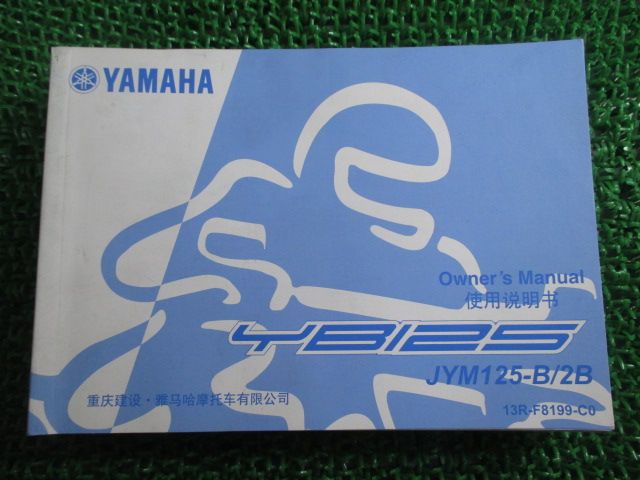 YAMAHA
Owner's Manual
使用说明书
YB125
JYM125-B/2B
重庆建设·雅马哈摩托车有限公司
13R-F8199-C0